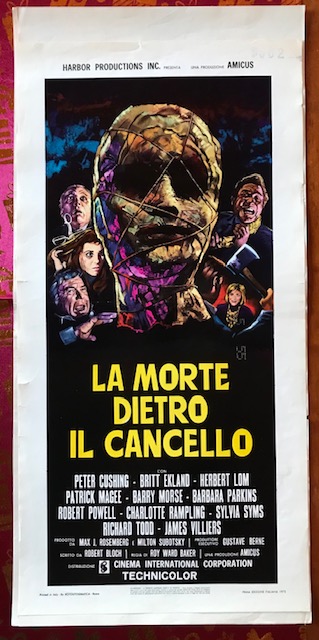 HARBOR PRODUCTIONS INC. PRESENTA UNA PRODUZIONE AMICUS
LA MORTE
DIETRO
IL CANCELLO
CON
PETER CUSHING - BRITT EKLAND - HERBERT LOM
PATRICK MAGEE - BARRY MORSE - BARBARA PARKINS
ROBERT POWELL - CHARLOTTE RAMPLING - SYLVIA SYMS
RICHARD TODD - JAMES VILLIERS
PRODOTTO DA MAX J. ROSEMBERG e MILTON SUBOTSKY PRODUTTORE ESECUTIVO GUSTAVE BERNE
SCRITTO DA ROBERT BLOCH REGIA DI ROY WARD BAKER UNA PRODUZIONE AMICUS
DISTRIBUZIONE CINEMA INTERNATIONAL CORPORATION
TECHNICOLOR